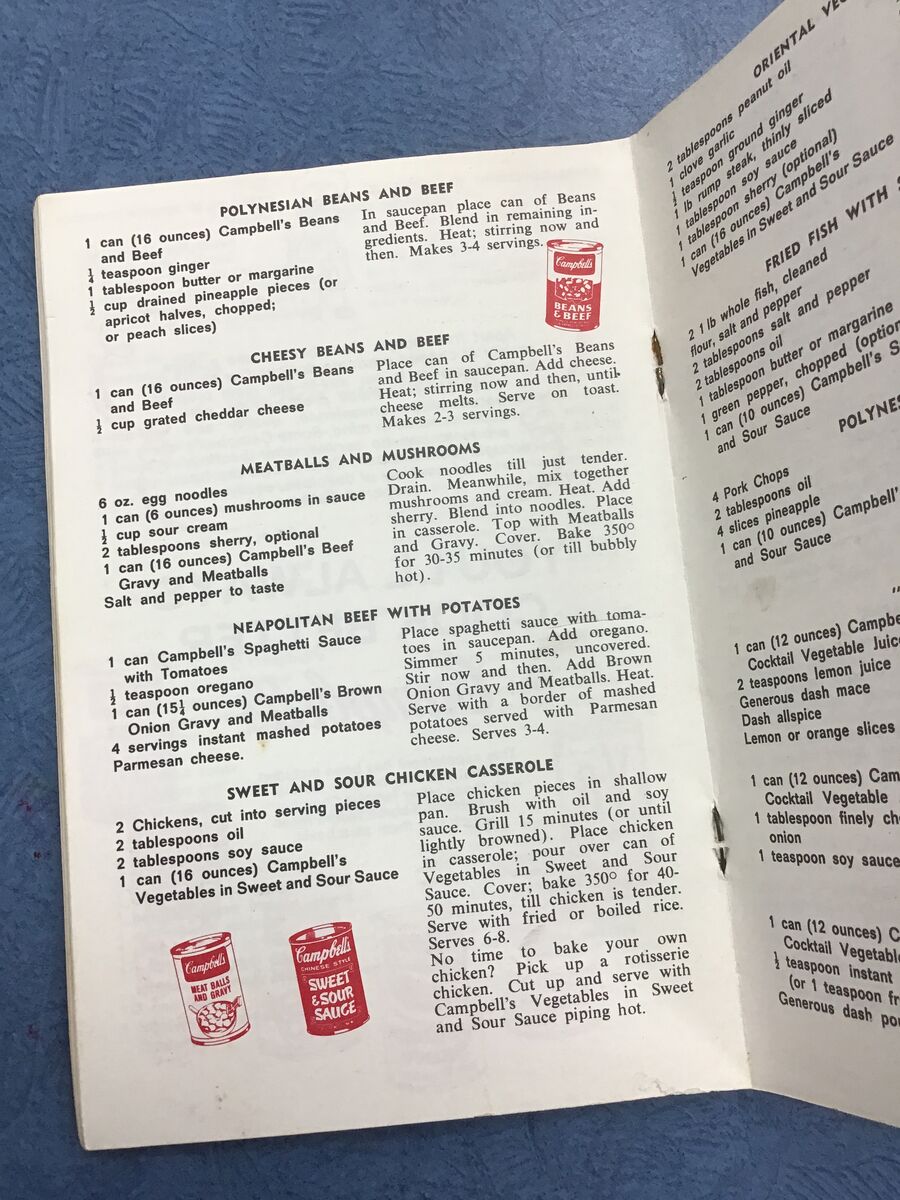 POLYNESIAN BEANS AND BEEF
1 can (16 ounces) Campbell's Beans
and Beef
¼ teaspoon ginger
1 tablespoon butter or margarine
½ cup drained pineapple pieces (or
apricot halves, chopped;
or peach slices)
In saucepan place can of Beans
and Beef. Blend in remaining in-
gredients. Heat; stirring now and
then. Makes 3-4 servings.
Campbell's
BEANS
& BEEF
CHEESY BEANS AND BEEF
1 can (16 ounces) Campbell's Beans
and Beef
½ cup grated cheddar cheese
Place can of Campbell's Beans
and Beef in saucepan. Add cheese.
Heat; stirring now and then, until
cheese melts. Serve on toast.
Makes 2-3 servings.
MEATBALLS AND MUSHROOMS
6 oz. egg noodles
1 can (6 ounces) mushrooms in sauce
½ cup sour cream
2 tablespoons sherry, optional
1 can (16 ounces) Campbell's Beef
Gravy and Meatballs
Salt and pepper to taste
Cook noodles till just tender.
Drain. Meanwhile, mix together
mushrooms and cream. Heat. Add
sherry. Blend into noodles. Place
in casserole. Top with Meatballs
and Gravy. Cover. Bake 350°
for 30-35 minutes (or till bubbly
hot).
NEAPOLITAN BEEF WITH POTATOES
1 can Campbell's Spaghetti Sauce
with Tomatoes
½ teaspoon oregano
1 can (15¼ ounces) Campbell's Brown
Onion Gravy and Meatballs
4 servings instant mashed potatoes
Parmesan cheese.
Place spaghetti sauce with toma-
toes in saucepan. Add oregano.
Simmer 5 minutes, uncovered.
Stir now and then. Add Brown
Onion Gravy and Meatballs. Heat.
Serve with a border of mashed
potatoes served with Parmesan
cheese. Serves 3-4.
SWEET AND SOUR CHICKEN CASSEROLE
2 Chickens, cut into serving pieces
2 tablespoons oil
2 tablespoons soy sauce
1 can (16 ounces) Campbell's
Vegetables in Sweet and Sour Sauce
Place chicken pieces in shallow
pan. Brush with oil and soy
sauce. Grill 15 minutes (or until
lightly browned). Place chicken
in casserole; pour over can of
Vegetables in Sweet and Sour
Sauce. Cover; bake 350° for 40-
50 minutes, till chicken is tender.
Serve with fried or boiled rice.
Serves 6-8.
No time to bake your own
chicken? Pick up a rotisserie
chicken. Cut up and serve with
Campbell's Vegetables in Sweet
and Sour Sauce piping hot.
Campbell's
MEAT BALLS
AND GRAVY
Campbell's
CHINESE STYLE
SWEET
& SOUR
SAUCE
ORIENTAL
2 tablespoons peanut oil
1 clove garlic
½ teaspoon ground ginger
1 lb rump steak, thinly sliced
1 tablespoon soy sauce
1 tablespoon sherry (optional)
1 can (16 ounces) Campbell's
Vegetables in Sweet and Sour Sauce
FRIED FISH WITH
2 1 lb whole fish, cleaned
flour, salt and pepper
2 tablespoons salt and pepper
2 tablespoons oil
1 tablespoon butter or margarine
1 green pepper, chopped
1 can (10 ounces) Campbell's
and Sour Sauce
4 Pork Chops
2 tablespoons oil
4 slices pineapple
1 can (10 ounces) Campbell's
and Sour Sauce
1 can (12 ounces)
Cocktail Vegetable
2 teaspoons lemon juice
Generous dash mace
Dash allspice
Lemon or orange slices
1 can (12 ounces)
Cocktail Vegetable
1 tablespoon finely
onion
1 teaspoon soy sauce
1 can (12 ounces)
Cocktail
½ teaspoon instant
(or 1 teaspoon
Generous dash